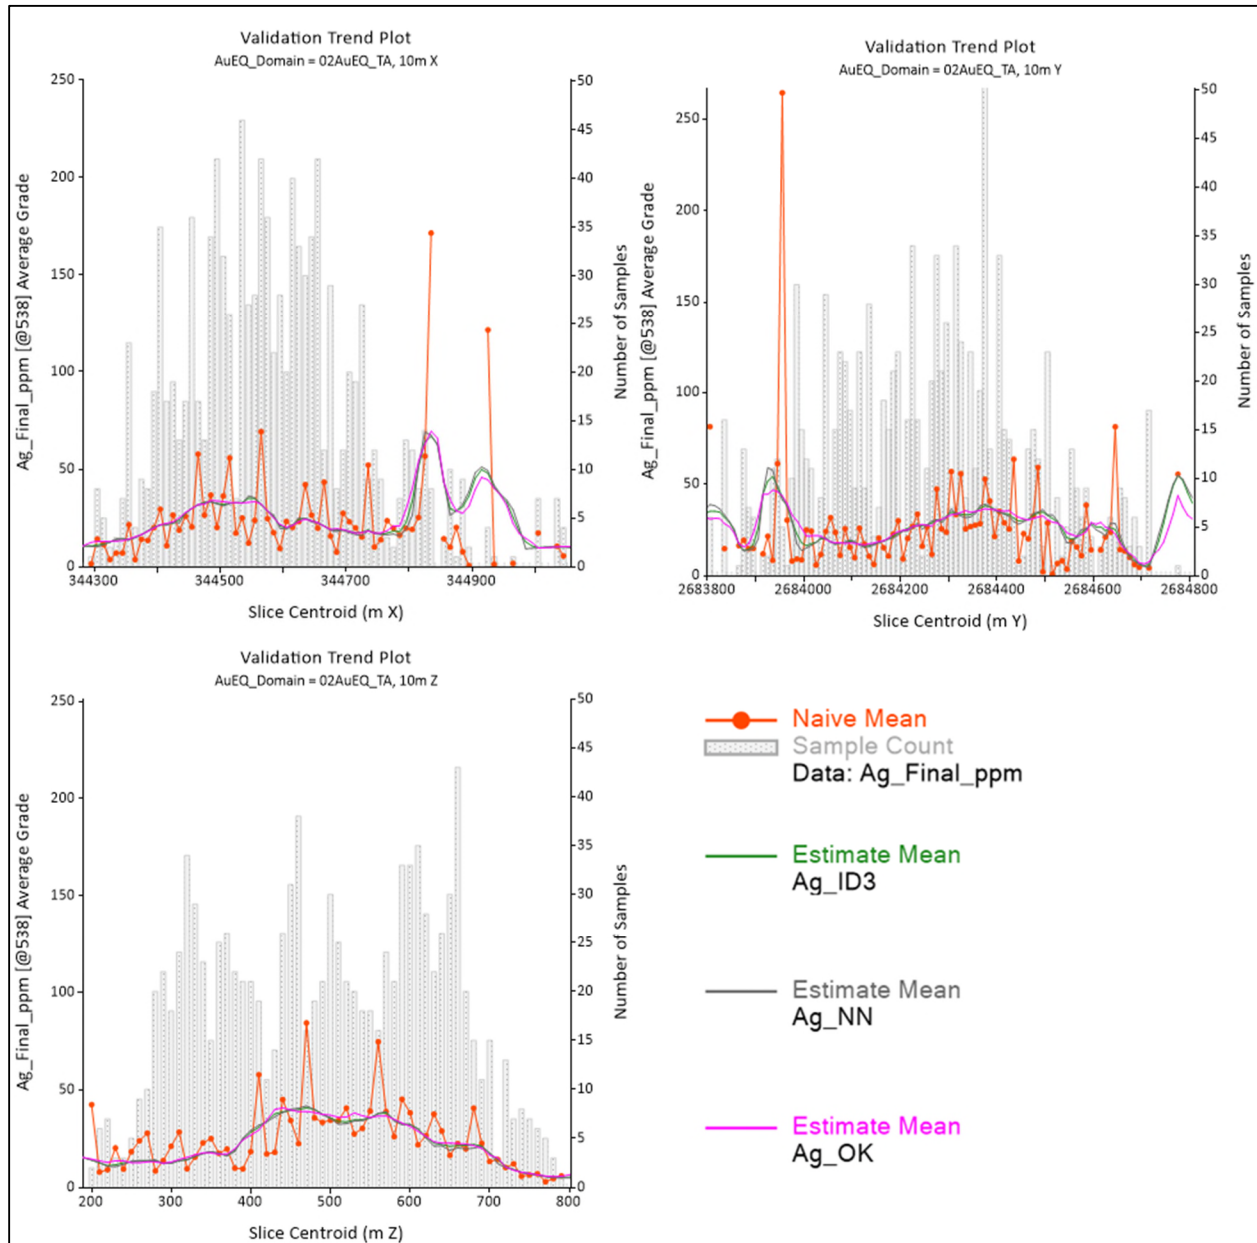 Validation Trend Plot
AuEQ_Domain = 02AuEQ_TA, 10m X
250
200
150
100
50
0
50
45
40
35
30
25
20
15
10
5
0
Ag_Final_ppm [@538] Average Grade
Number of Samples
344300 344500 344700 344900
Slice Centroid (m X)
Validation Trend Plot
AuEQ_Domain = 02AuEQ_TA, 10m Y
250
200
150
100
50
0
50
45
40
35
30
25
20
15
10
5
0
Ag_Final_ppm [@538] Average Grade
Number of Samples
2683800 2684000 2684200 2684400 2684600 2684800
Slice Centroid (m Y)
Validation Trend Plot
AuEQ_Domain = 02AuEQ_TA, 10m Z
250
200
150
100
50
0
50
45
40
35
30
25
20
15
10
5
0
Ag_Final_ppm [@538] Average Grade
Number of Samples
200 300 400 500 600 700 800
Slice Centroid (m Z)
Naive Mean
Sample Count
Data: Ag_Final_ppm
Estimate Mean
Ag_ID3
Estimate Mean
Ag_NN
Estimate Mean
Ag_OK